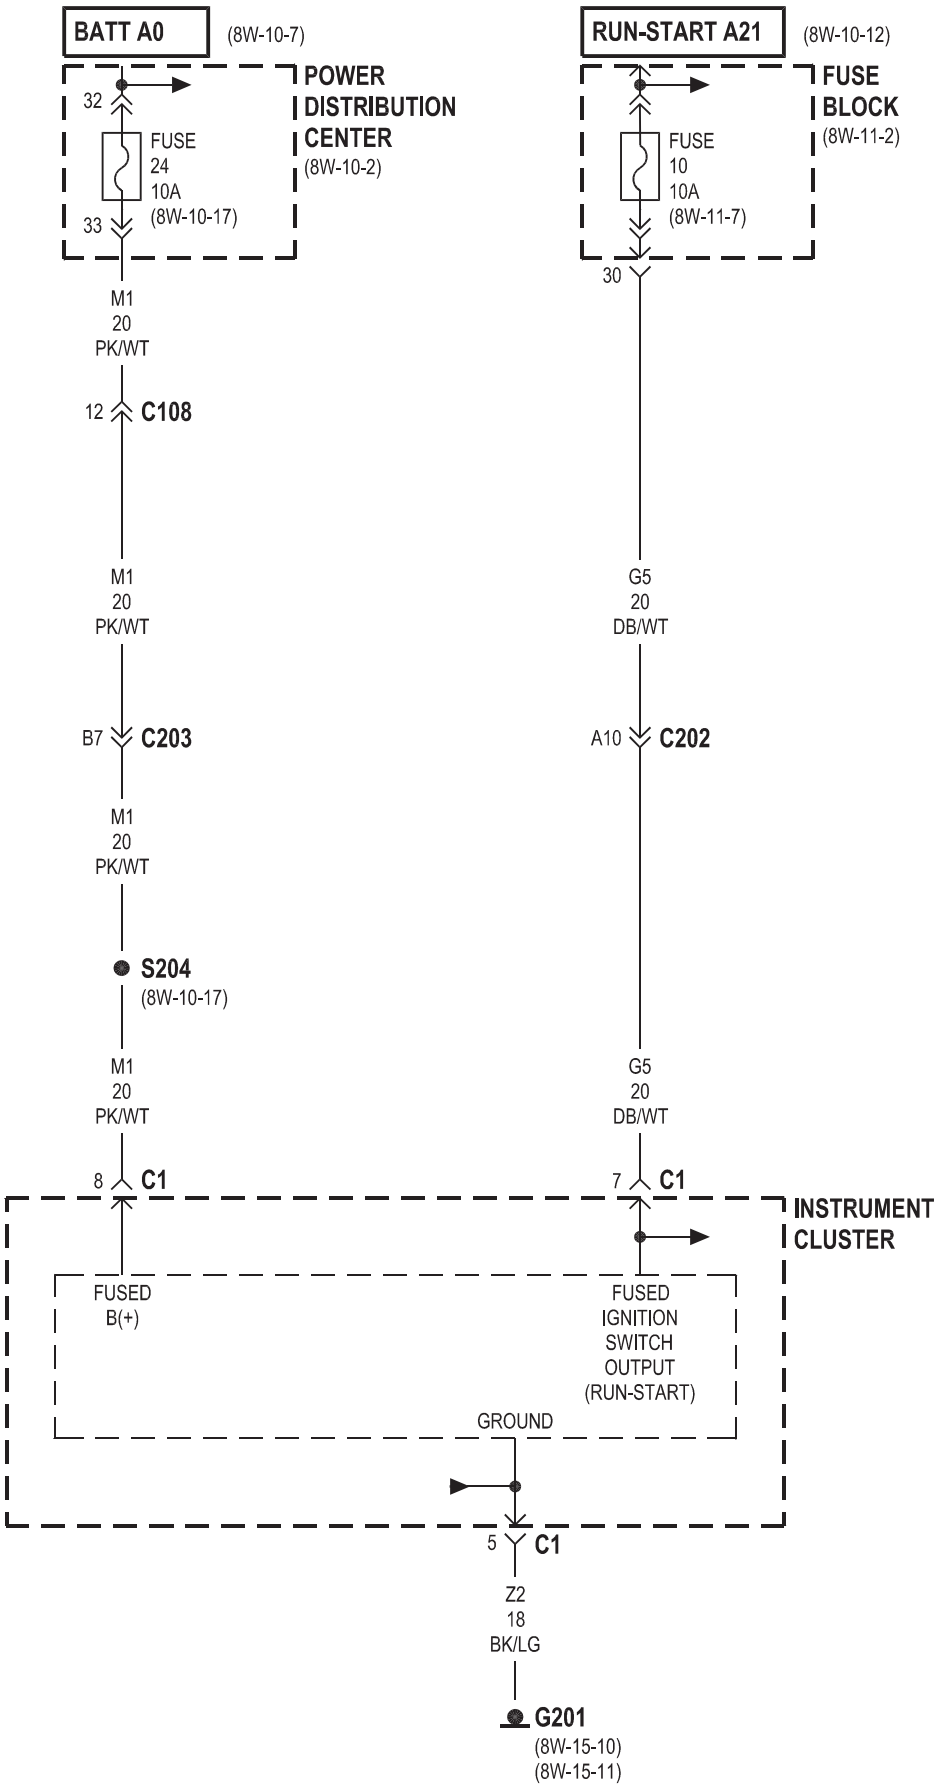 BATT A0
(8W-10-7)
RUN-START A21
(8W-10-12)
POWER
DISTRIBUTION
CENTER
(8W-10-2)
32
FUSE
24
10A
(8W-10-17)
33
FUSE
BLOCK
(8W-11-2)
FUSE
10
10A
(8W-11-7)
30
M1
20
PK/WT
12
C108
M1
20
PK/WT
G5
20
DB/WT
B7
C203
A10
C202
M1
20
PK/WT
S204
(8W-10-17)
M1
20
PK/WT
G5
20
DB/WT
8
C1
7
C1
INSTRUMENT
CLUSTER
FUSED
B(+)
FUSED
IGNITION
SWITCH
OUTPUT
(RUN-START)
GROUND
5
C1
Z2
18
BK/LG
G201
(8W-15-10)
(8W-15-11)